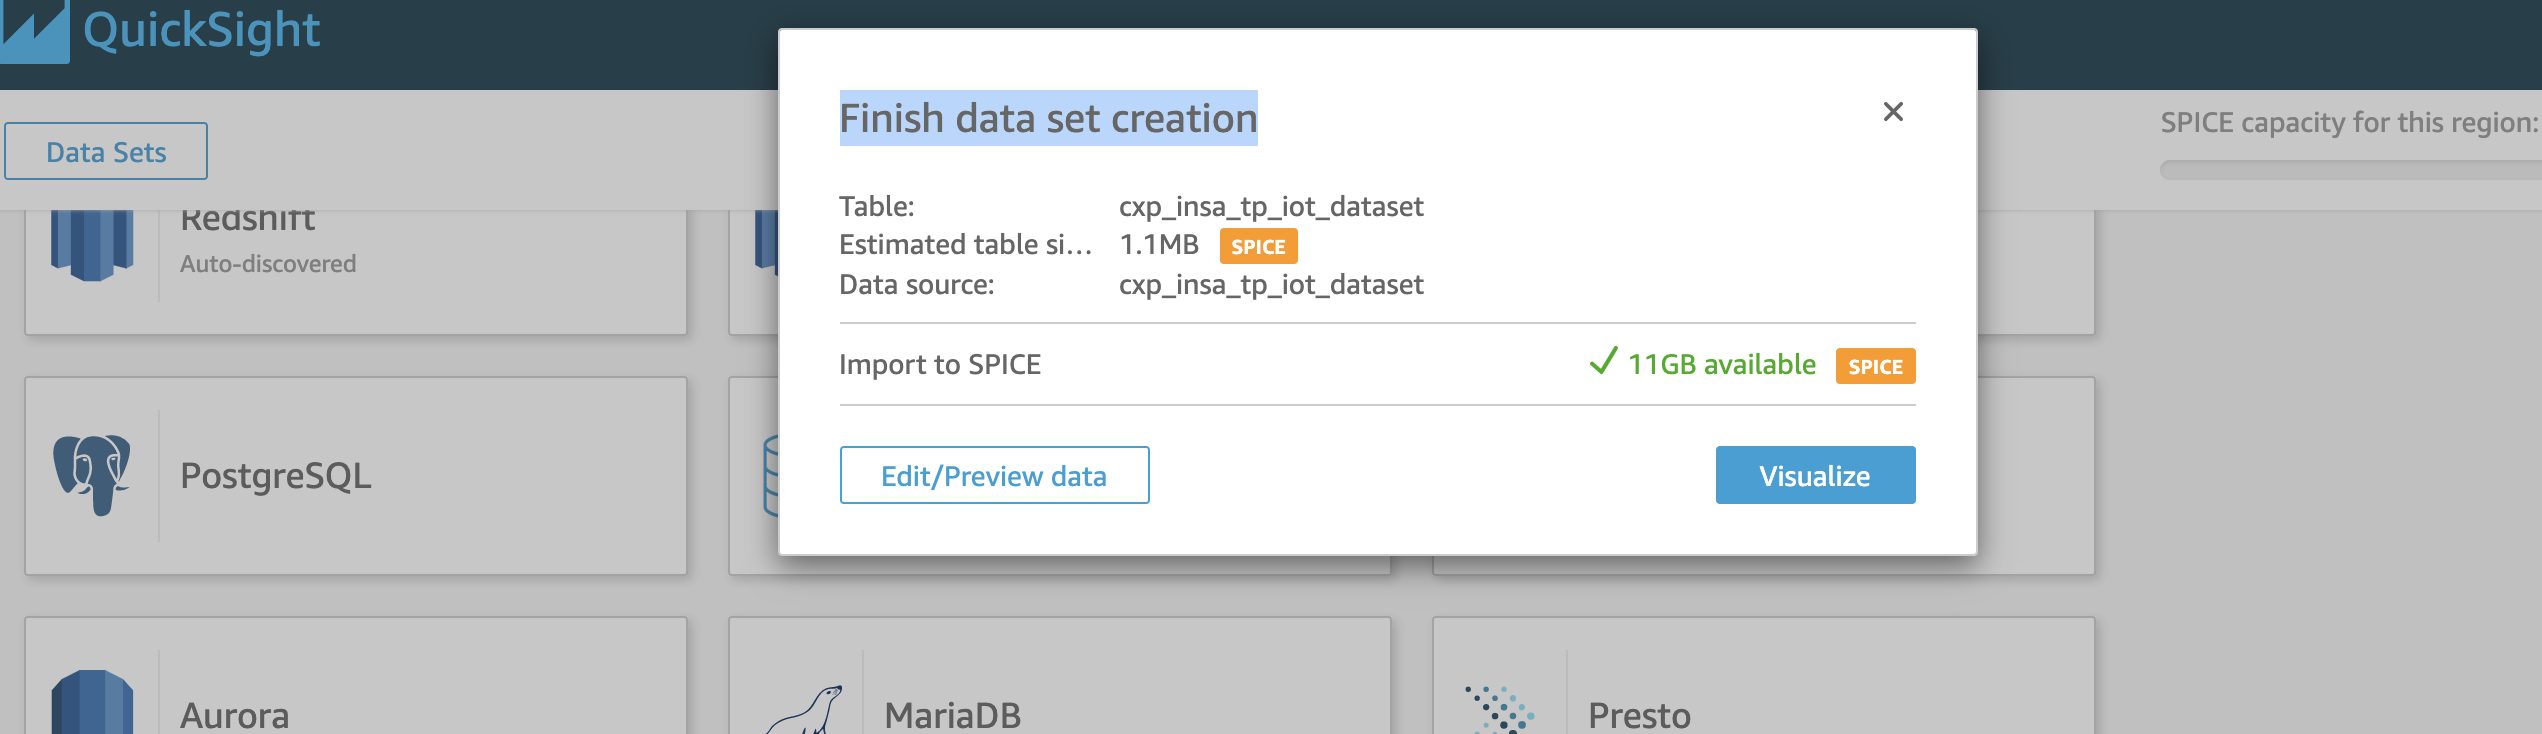 QuickSight
Data Sets
SPICE capacity for this region:
Redshift
Auto-discovered
Finish data set creation
Table: cxp_insa_tp_iot_dataset
Estimated table si... 1.1MB SPICE
Data source: cxp_insa_tp_iot_dataset
Import to SPICE 11GB available SPICE
Edit/Preview data Visualize
PostgreSQL
Aurora
MariaDB
Presto